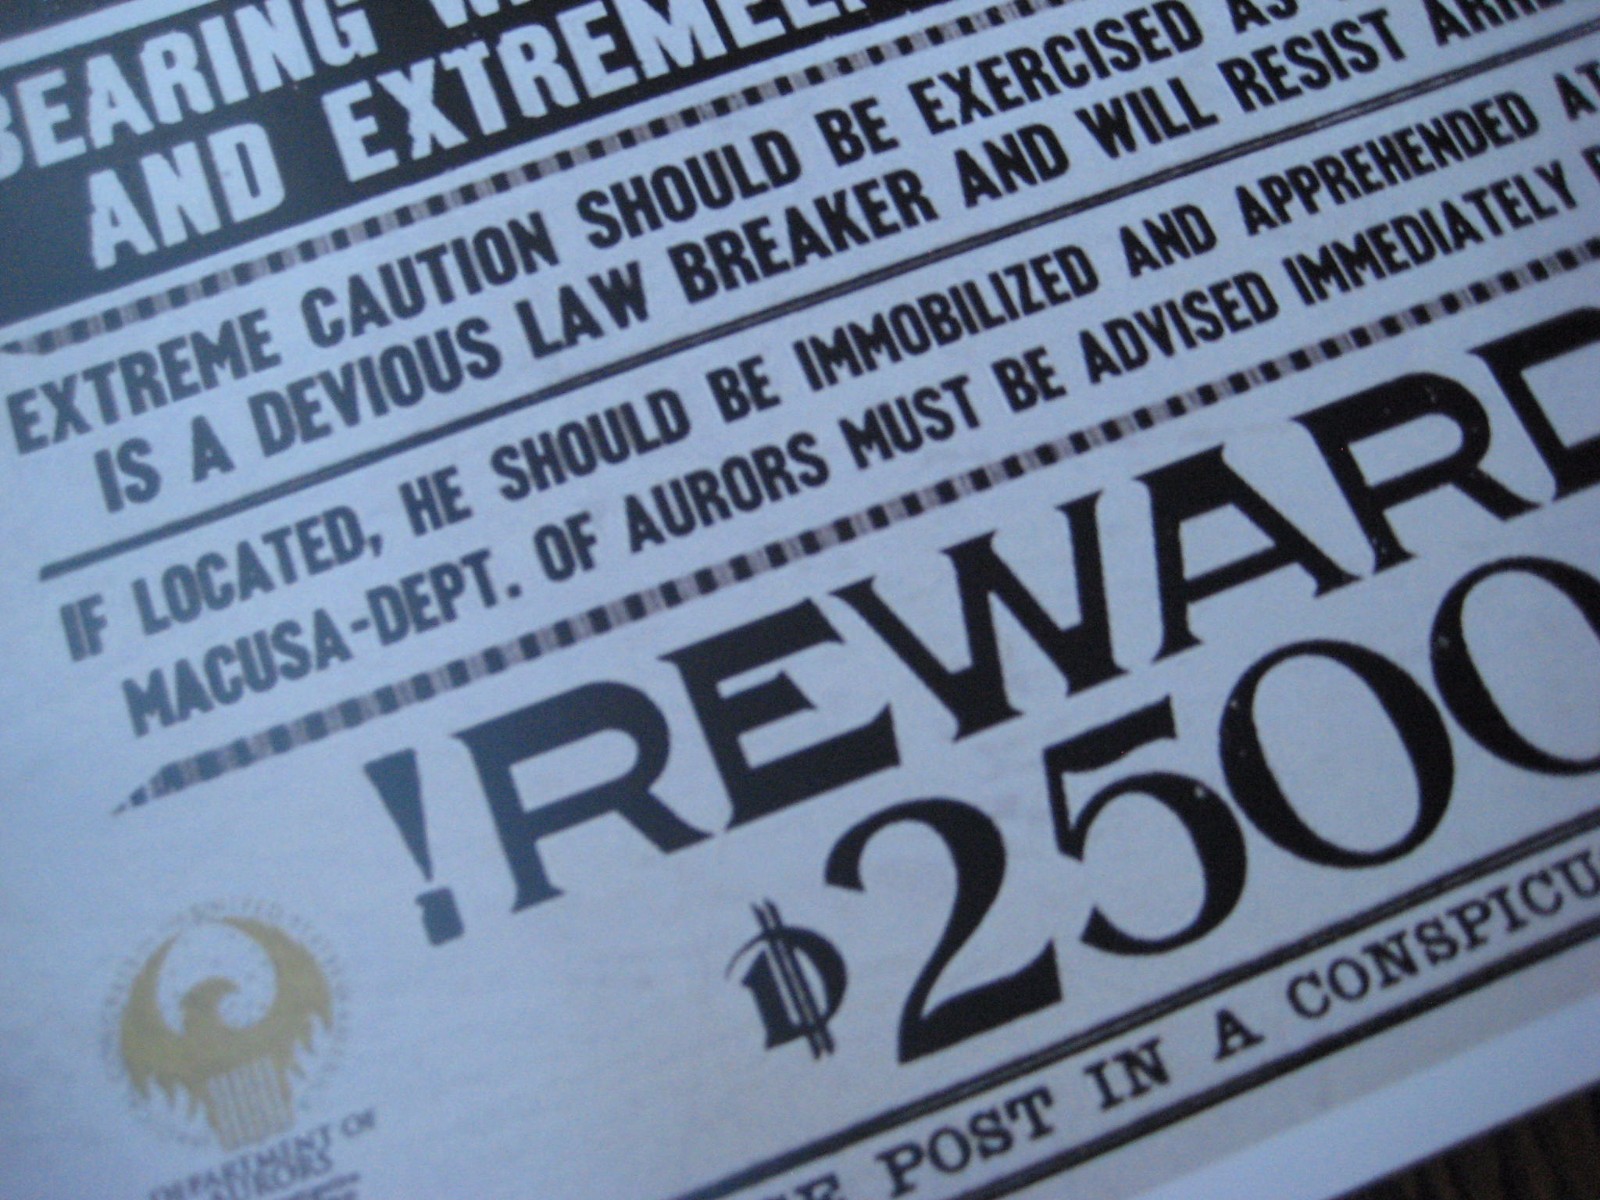 BEARING
AND EXTREMELY
EXTREME CAUTION SHOULD BE EXERCISED AS
IS A DEVIOUS LAW BREAKER AND WILL RESIST
IF LOCATED, HE SHOULD BE IMMOBILIZED AND APPREHENDED AT
MACUSA-DEPT. OF AURORS MUST BE ADVISED IMMEDIATELY
!REWARD
2500
POST IN A CONSPICU
DEPARTMENT OF
AURORS